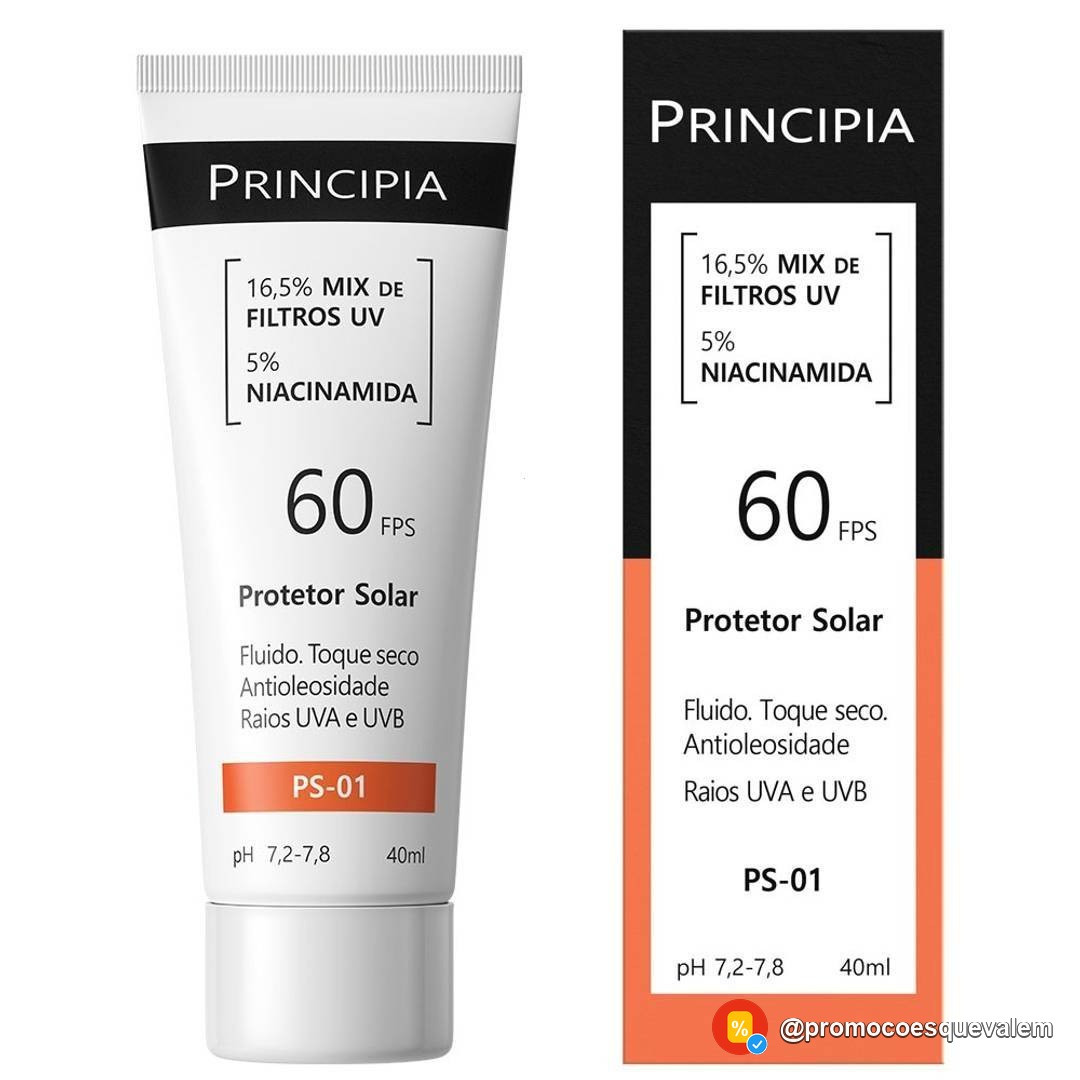 PRINCIPIA
16,5% MIX DE
FILTROS UV
5%
NIACINAMIDA
60 FPS
Protetor Solar
Fluido. Toque seco
Antioleosidade
Raios UVA e UVB
PS-01
pH 7,2-7,8 40ml
PRINCIPIA
16,5% MIX DE
FILTROS UV
5%
NIACINAMIDA
60 FPS
Protetor Solar
Fluido. Toque seco.
Antioleosidade
Raios UVA e UVB
PS-01
pH 7,2-7,8 40ml
% @promocoesquevalem